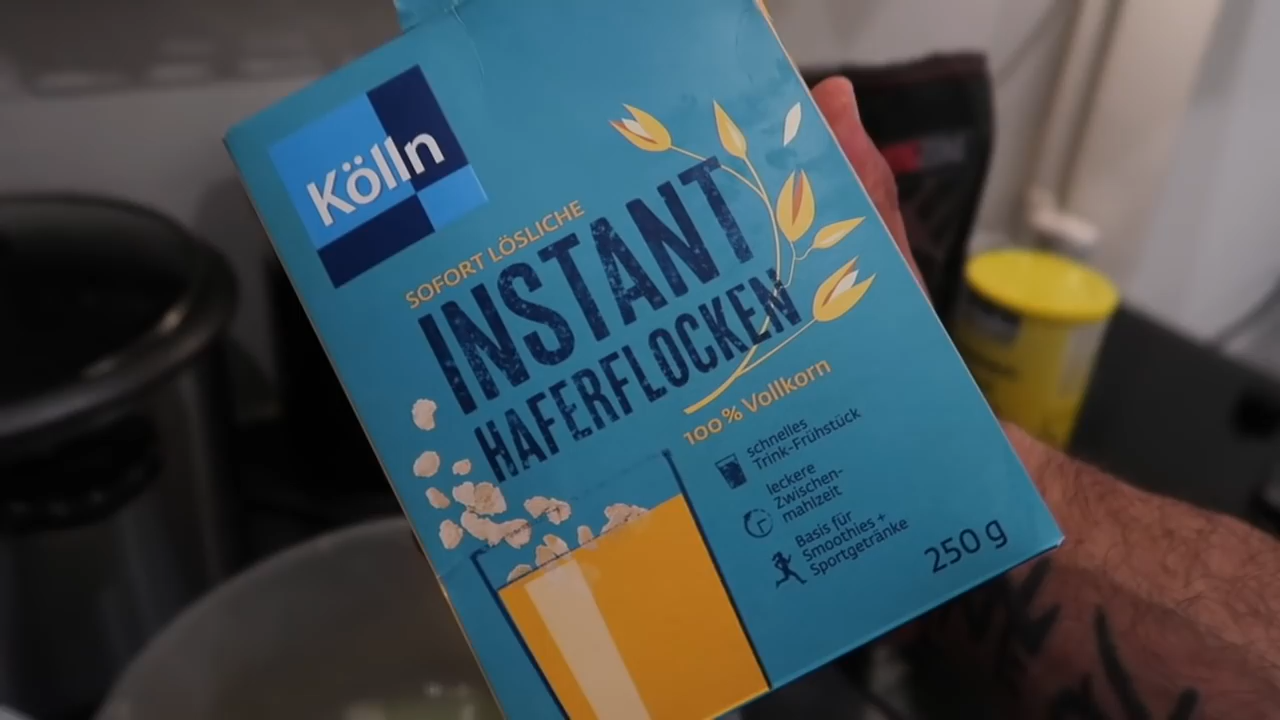 Kölln
SOFORT LÖSLICHE
INSTANT
HAFERFLOCKEN
100% Vollkorn
schnelles
Trink-Frühstück
leckere
Zwischen-
mahlzeit
Basis für
Smoothies +
Sportgetränke
250 g